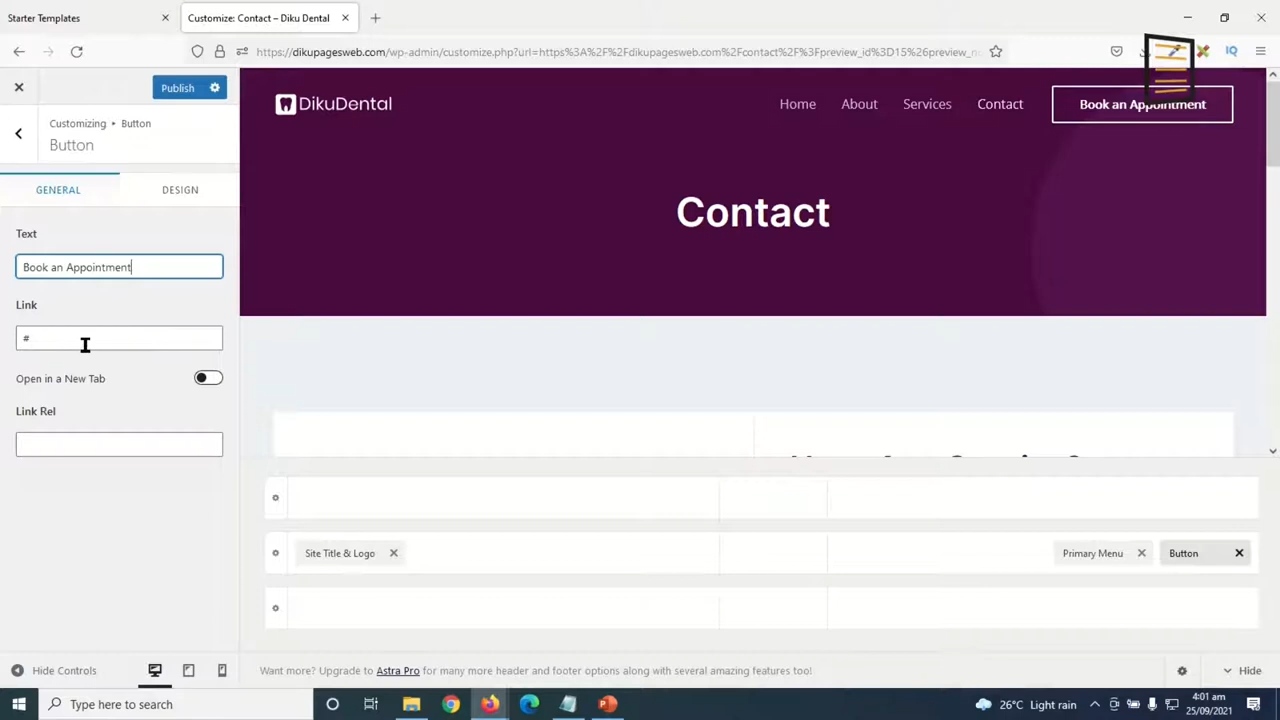 Starter Templates
Customize: Contact – Diku Dental
https://dikupagesweb.com/wp-admin/customize.php?url=https%3A%2F%2Fdikupagesweb.com%2Fcontact%2F%3Fpreview_id%3D15%26preview_n
IQ
Publish
Customizing ▸ Button
Button
GENERAL
DESIGN
Text
Book an Appointment
Link
#
Open in a New Tab
Link Rel
DikuDental
Home
About
Services
Contact
Book an Appointment
Contact
Site Title & Logo
Primary Menu
Button
Hide Controls
Want more? Upgrade to Astra Pro for many more header and footer options along with several amazing features too!
Hide
Type here to search
26°C Light rain
4:01 am
25/09/2021